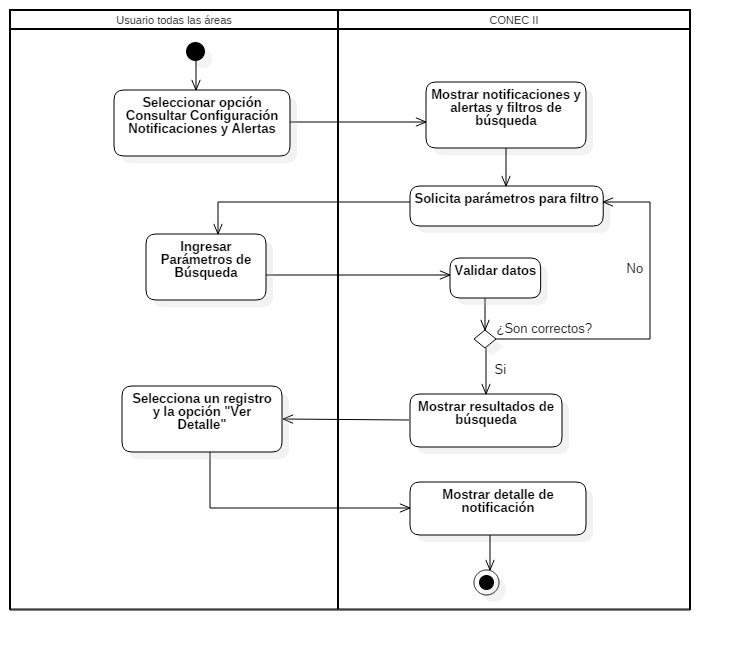 Usuario todas las áreas
CONEC II
Seleccionar opción
Consultar Configuración
Notificaciones y Alertas
Mostrar notificaciones y
alertas y filtros de
búsqueda
Solicita parámetros para filtro
Ingresar
Parámetros de
Búsqueda
Validar datos
No
¿Son correctos?
Si
Selecciona un registro
y la opción "Ver
Detalle"
Mostrar resultados de
búsqueda
Mostrar detalle de
notificación